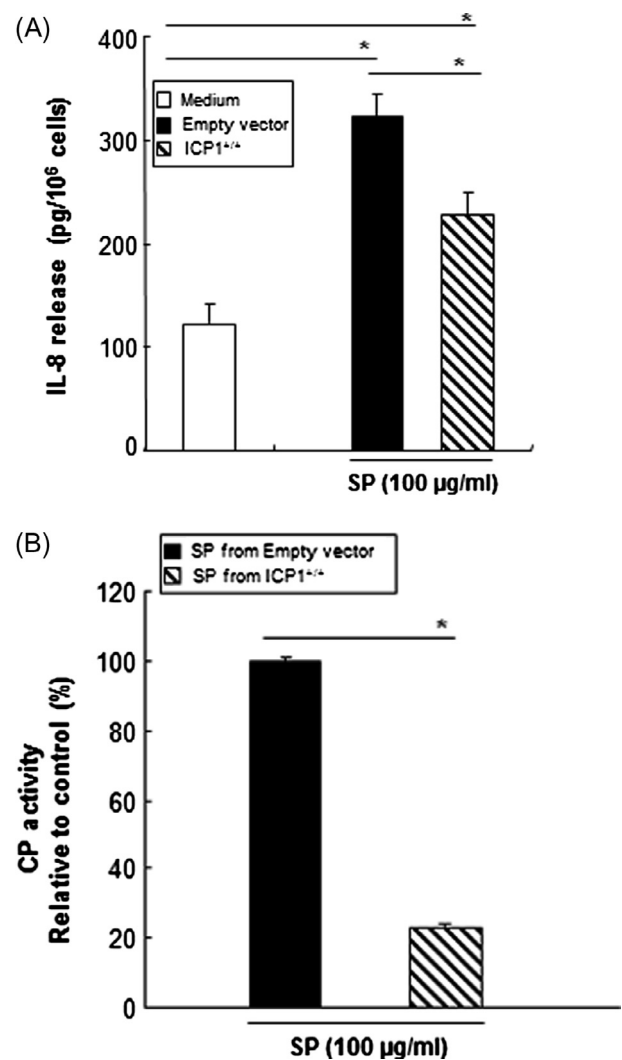 (A)
*
*
*
400
300
200
100
0
IL-8 release (pg/10⁶ cells)
Medium
Empty vector
ICP1⁺/⁺
SP (100 µg/ml)
(B)
SP from Empty vector
SP from ICP1⁺/⁺
*
120
100
80
60
40
20
0
CP activity
Relative to control (%)
SP (100 µg/ml)